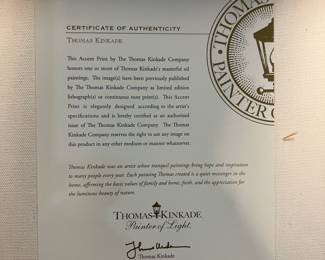 CERTIFICATE OF AUTHENTICITY
THOMAS KINKADE
This Accent Print by The Thomas Kinkade Company
honors one or more of Thomas Kinkade's masterful oil
paintings. The image(s) have been previously published
by The Thomas Kinkade Company as limited edition
lithograph(s) or continuous tone print(s). This Accent
Print is elegantly designed according to the artist's
specifications and is hereby certified as an authorized
issue of The Thomas Kinkade Company. The Thomas
Kinkade Company reserves the right to use any image on
this product in any other medium or manner whatsoever.
Thomas Kinkade was an artist whose tranquil paintings bring hope and inspiration
to many people every year. Each painting Thomas created is a quiet messenger in the
home, affirming the basic values of family and home, faith, and the appreciation for
the luminous beauty of nature.
THOMAS KINKADE
Painter of Light
Thomas Kinkade
THOMAS
PAINTER O